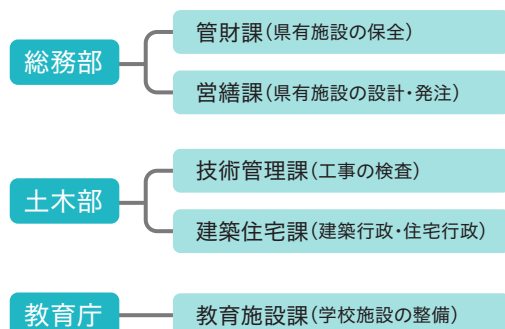 総務部
管財課(県有施設の保全)
営繕課(県有施設の設計・発注)
土木部
技術管理課(工事の検査)
建築住宅課(建築行政・住宅行政)
教育庁
教育施設課(学校施設の整備)